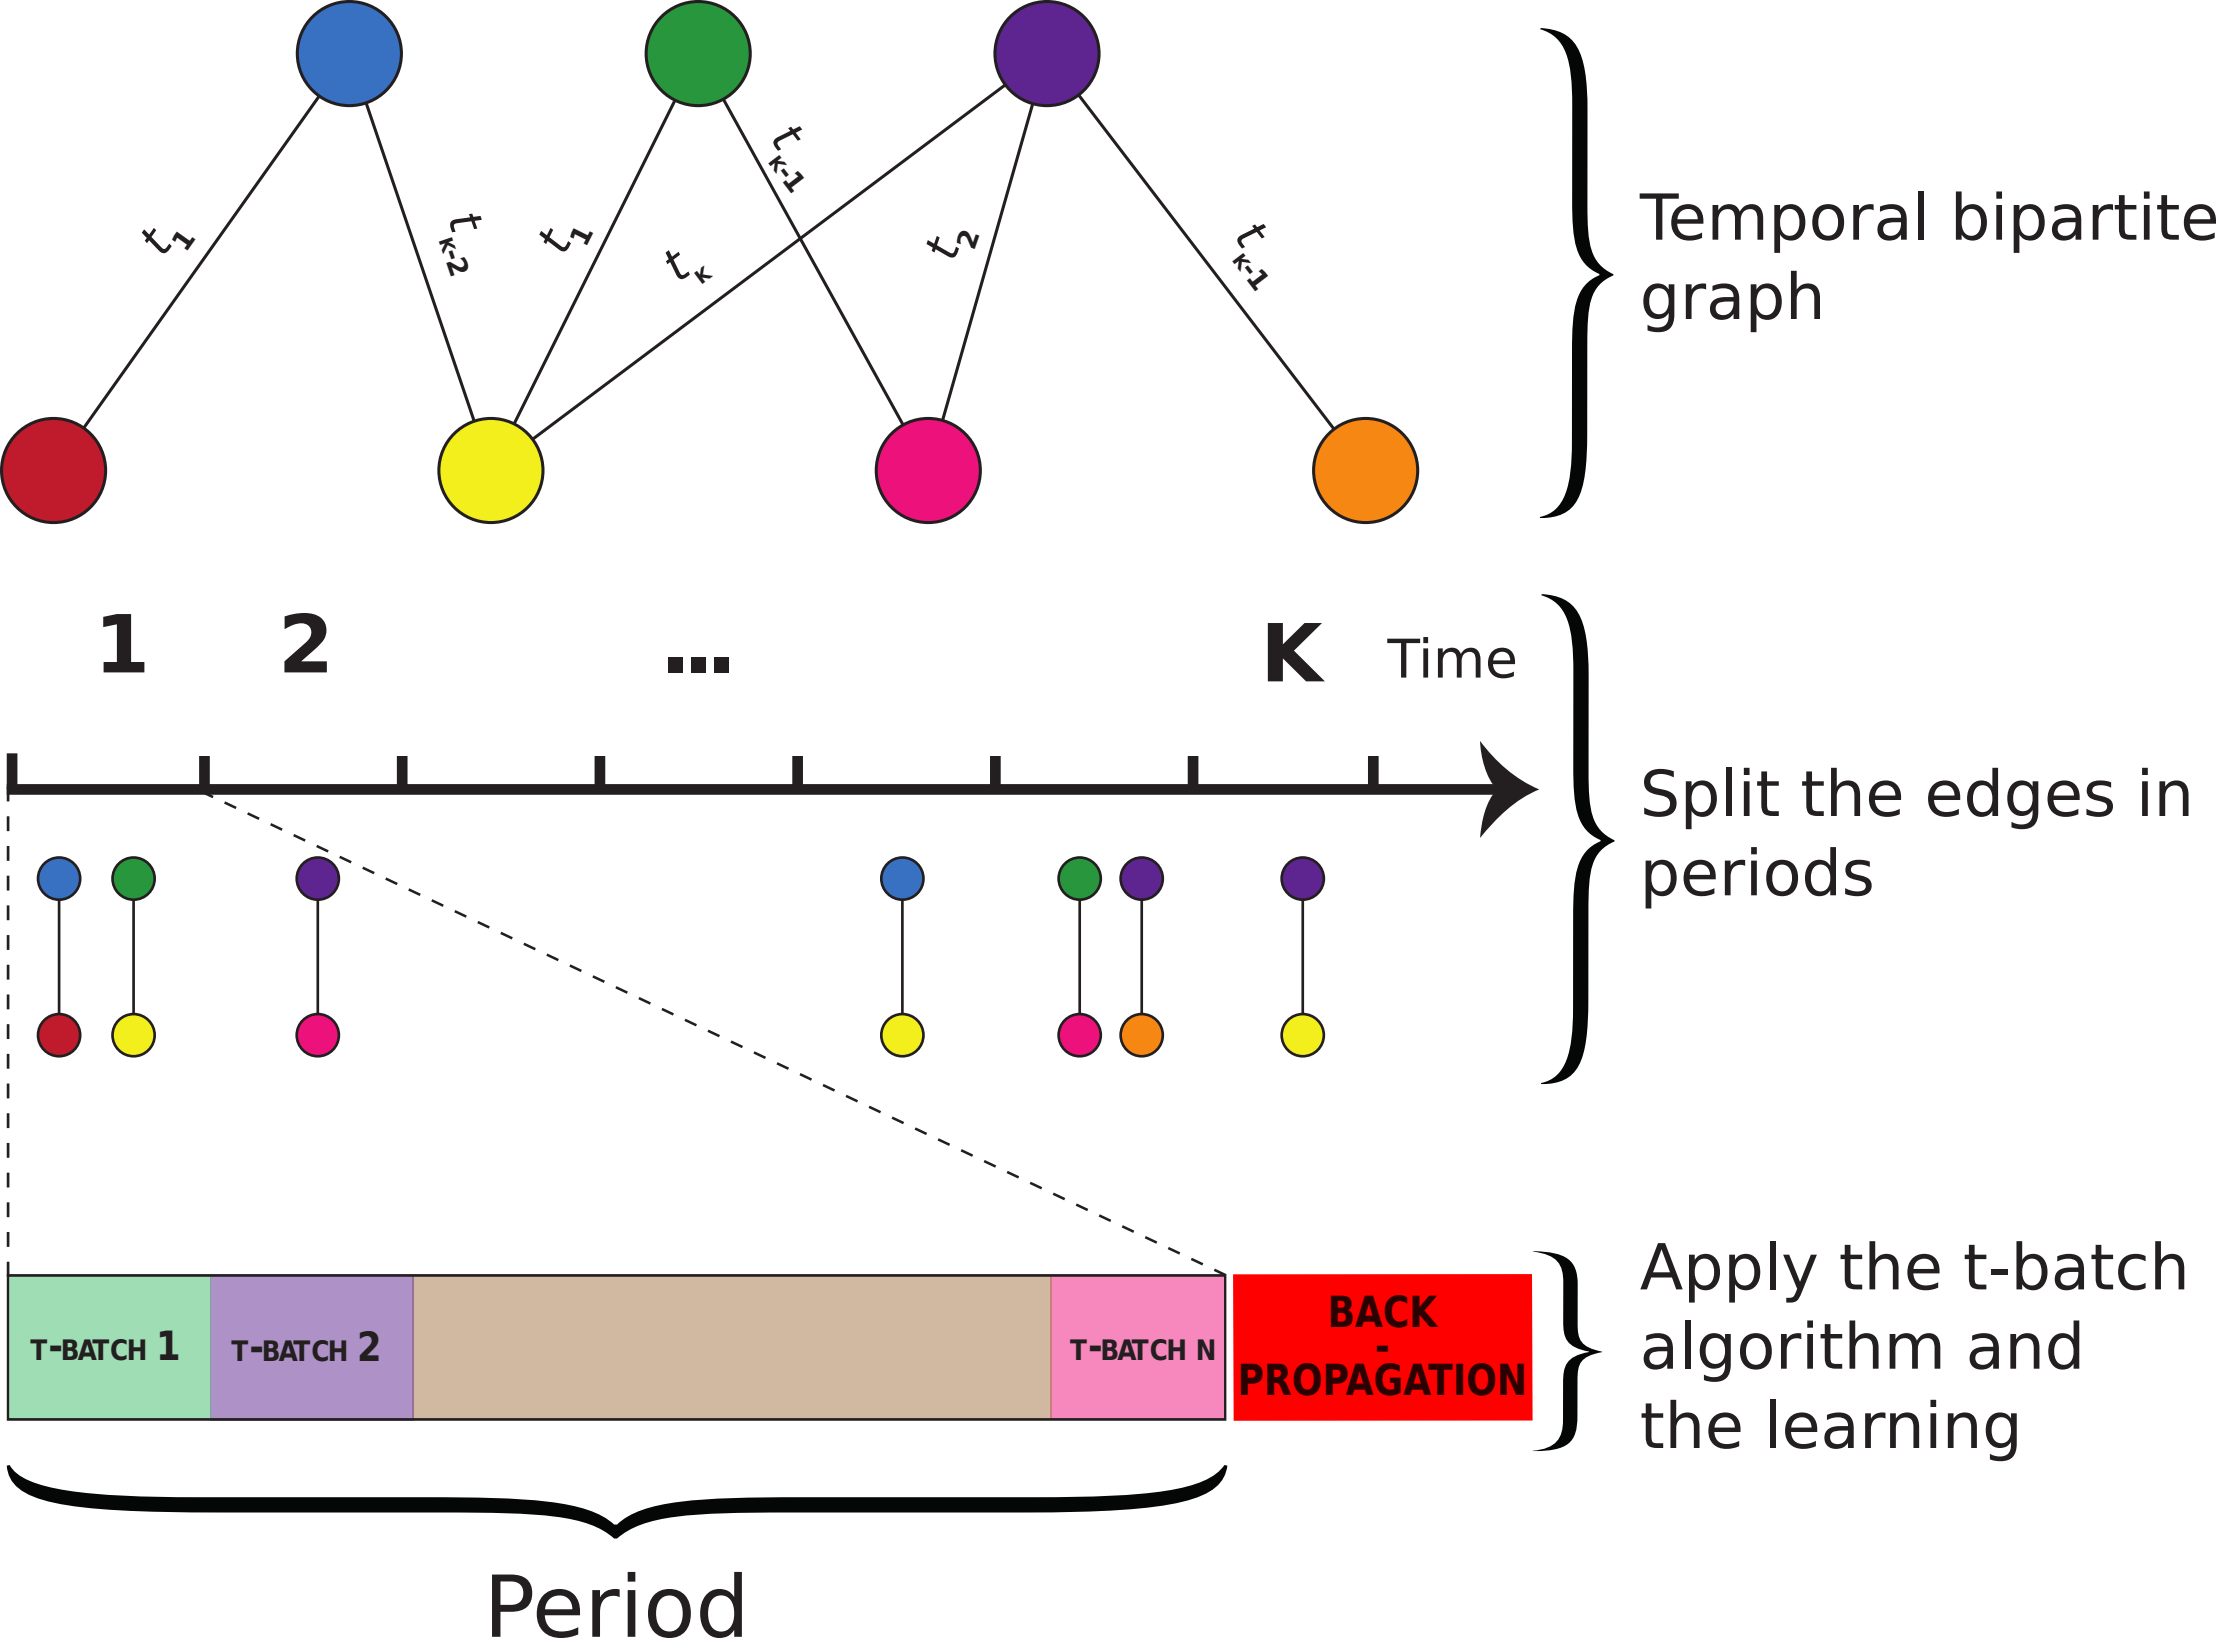 t1
tk-2
t1
tk
tk-1
t2
tk-1
Temporal bipartite
graph
1 2 ... K Time
Split the edges in
periods
T-BATCH 1
T-BATCH 2
T-BATCH N
BACK
-
PROPAGATION
Apply the t-batch
algorithm and
the learning
Period